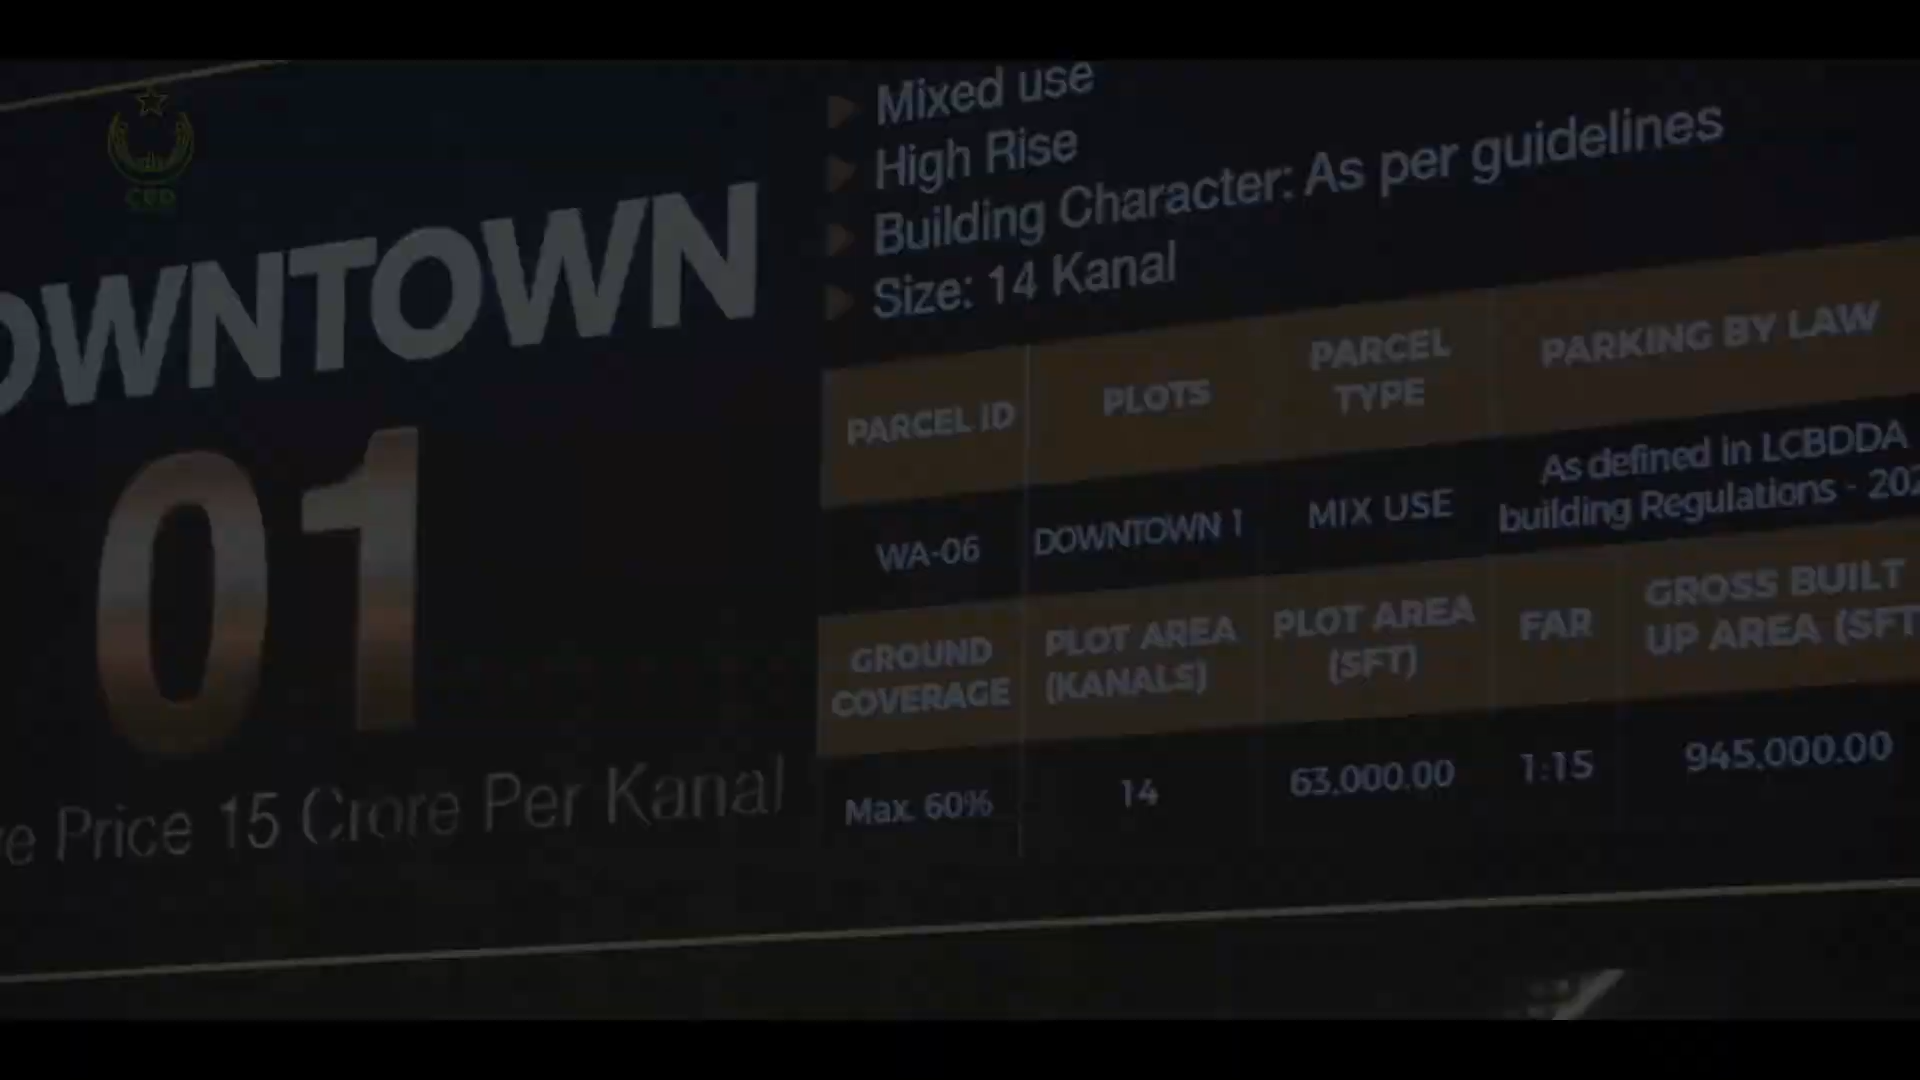 CBD
OWNTOWN
01
re Price 15 Crore Per Kanal
Mixed use
High Rise
Building Character: As per guidelines
Size: 14 Kanal
PARCEL ID
PLOTS
PARCEL
TYPE
PARKING BY LAW
WA-06
DOWNTOWN 1
MIX USE
As defined in LCBDDA
building Regulations - 202
GROUND
COVERAGE
PLOT AREA
(KANALS)
PLOT AREA
(SFT)
FAR
GROSS BUILT
UP AREA (SFT
Max. 60%
14
63,000.00
1:15
945,000.00